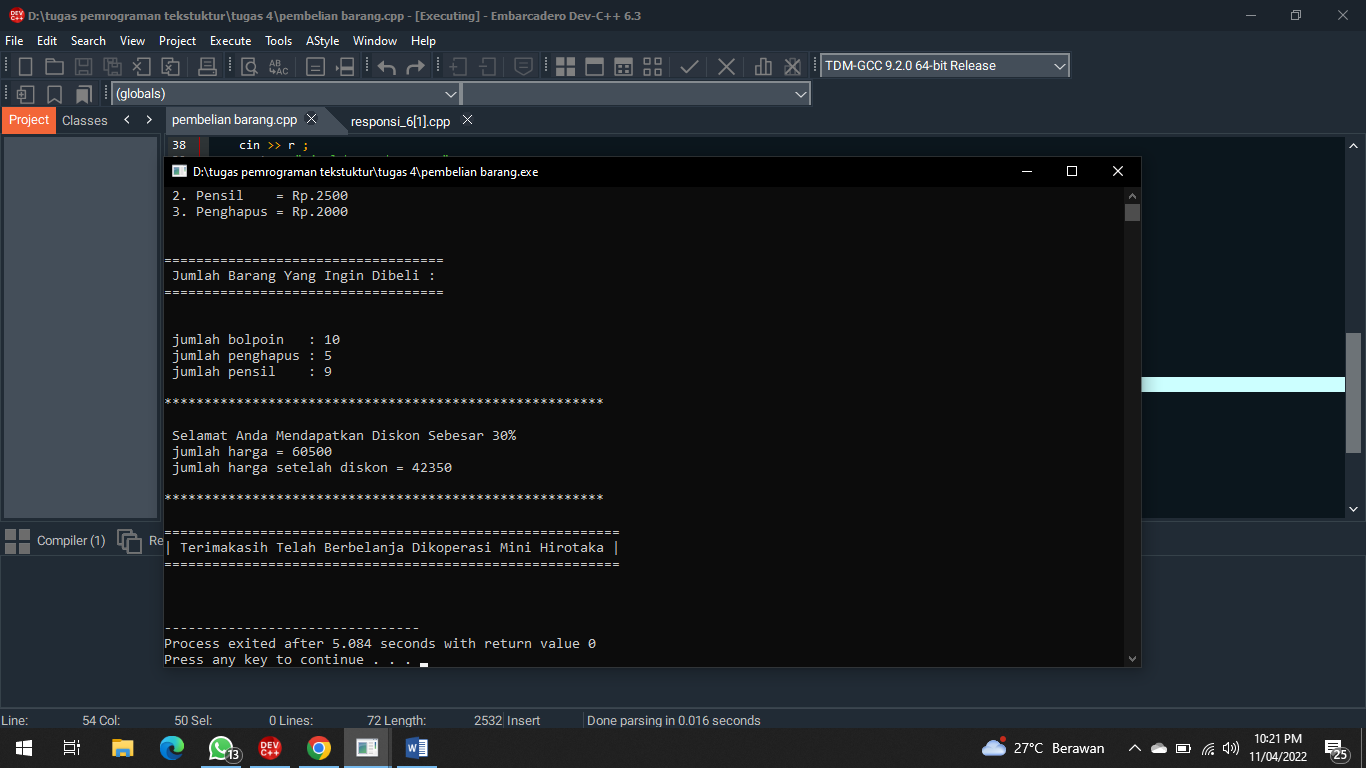 D:\tugas pemrograman tekstuktur\tugas 4\pembelian barang.cpp - [Executing] - Embarcadero Dev-C++ 6.3
File Edit Search View Project Execute Tools AStyle Window Help
TDM-GCC 9.2.0 64-bit Release
(globals)
Project Classes pembelian barang.cpp responsi_6[1].cpp
38 cin >> r ;
D:\tugas pemrograman tekstuktur\tugas 4\pembelian barang.exe
2. Pensil    = Rp.2500
3. Penghapus = Rp.2000
===================================
Jumlah Barang Yang Ingin Dibeli :
===================================
jumlah bolpoin   : 10
jumlah penghapus : 5
jumlah pensil    : 9
*******************************************************
Selamat Anda Mendapatkan Diskon Sebesar 30%
jumlah harga = 60500
jumlah harga setelah diskon = 42350
*******************************************************
=========================================================
| Terimakasih Telah Berbelanja Dikoperasi Mini Hirotaka |
=========================================================
--------------------------------
Process exited after 5.084 seconds with return value 0
Press any key to continue . . .
Compiler (1) Re
Line: 54 Col: 50 Sel: 0 Lines: 72 Length: 2532 Insert Done parsing in 0.016 seconds
13 DEV C++ 27°C Berawan 10:21 PM
11/04/2022 25